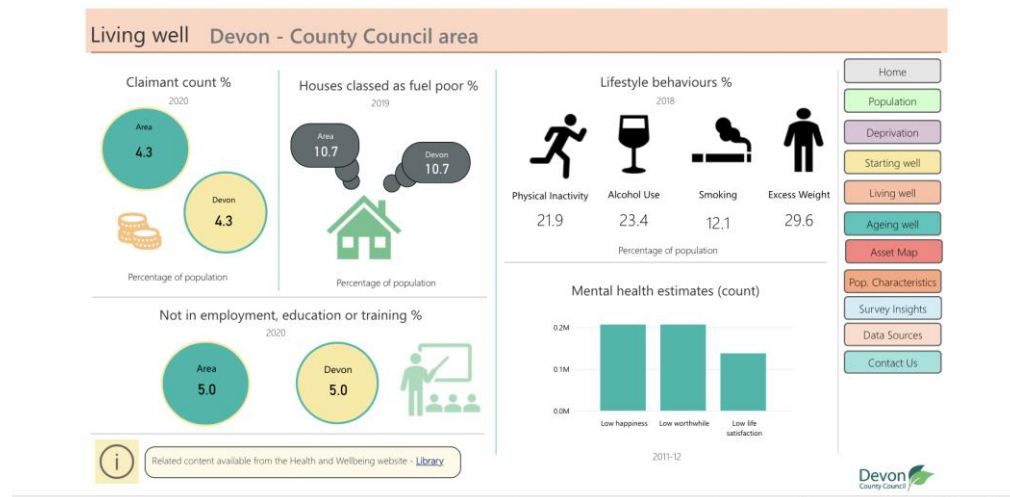 Living well Devon - County Council area
Claimant count %
2020
Area
4.3
Devon
4.3
Percentage of population
Houses classed as fuel poor %
2019
Area
10.7
Devon
10.7
Percentage of population
Not in employment, education or training %
2020
Area
5.0
Devon
5.0
i
Related content available from the Health and Wellbeing website - Library
Lifestyle behaviours %
2018
Physical Inactivity
21.9
Alcohol Use
23.4
Smoking
12.1
Excess Weight
29.6
Percentage of population
Mental health estimates (count)
0.2M
0.1M
0.0M
Low happiness
Low worthwhile
Low life
satisfaction
2011-12
Home
Population
Deprivation
Starting well
Living well
Ageing well
Asset Map
Pop. Characteristics
Survey Insights
Data Sources
Contact Us
Devon
County Council